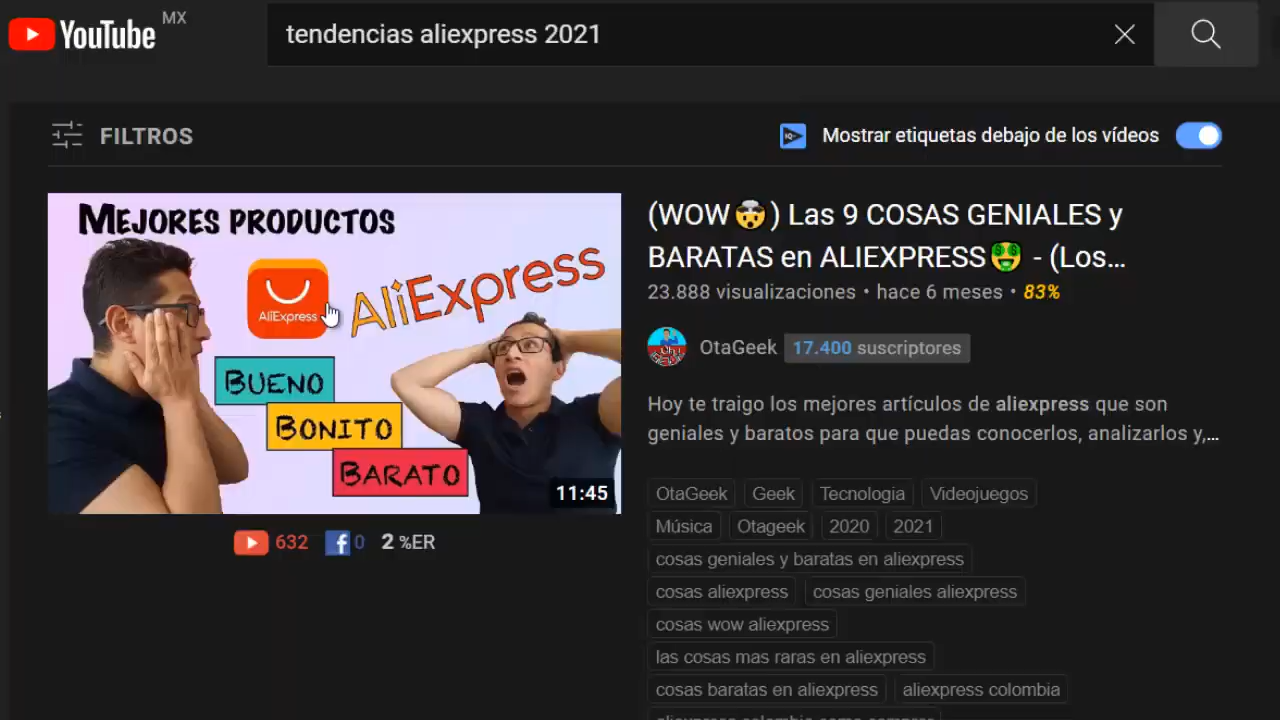 YouTube MX
tendencias aliexpress 2021
FILTROS
Mostrar etiquetas debajo de los vídeos
MEJORES PRODUCTOS
AliExpress
AliExpress
BUENO
BONITO
BARATO
11:45
632 f 0 2 %ER
(WOW🤯) Las 9 COSAS GENIALES y
BARATAS en ALIEXPRESS🤑 - (Los...
23.888 visualizaciones • hace 6 meses • 83%
OtaGeek 17.400 suscriptores
Hoy te traigo los mejores artículos de aliexpress que son
geniales y baratos para que puedas conocerlos, analizarlos y,...
OtaGeek Geek Tecnologia Videojuegos
Música Otageek 2020 2021
cosas geniales y baratas en aliexpress
cosas aliexpress cosas geniales aliexpress
cosas wow aliexpress
las cosas mas raras en aliexpress
cosas baratas en aliexpress aliexpress colombia